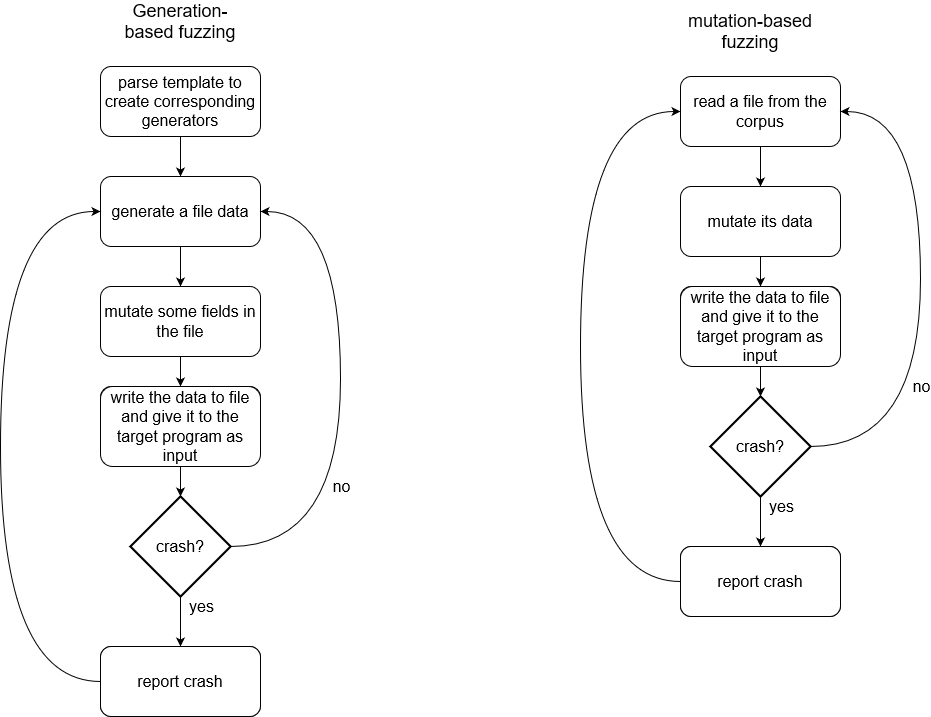 Generation-
based fuzzing
parse template to
create corresponding
generators
generate a file data
mutate some fields in
the file
write the data to file
and give it to the
target program as
input
no
crash?
yes
report crash
mutation-based
fuzzing
read a file from the
corpus
mutate its data
write the data to file
and give it to the
target program as
input
no
crash?
yes
report crash